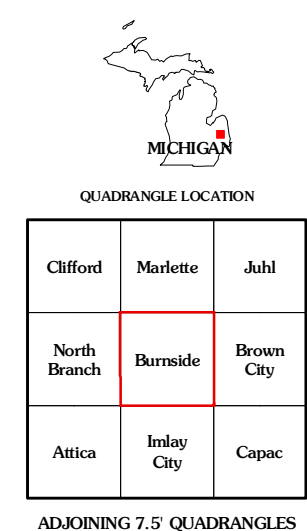 MICHIGAN
QUADRANGLE LOCATION
Clifford Marlette Juhl
North Branch Burnside Brown City
Attica Imlay City Capac
ADJOINING 7.5' QUADRANGLES